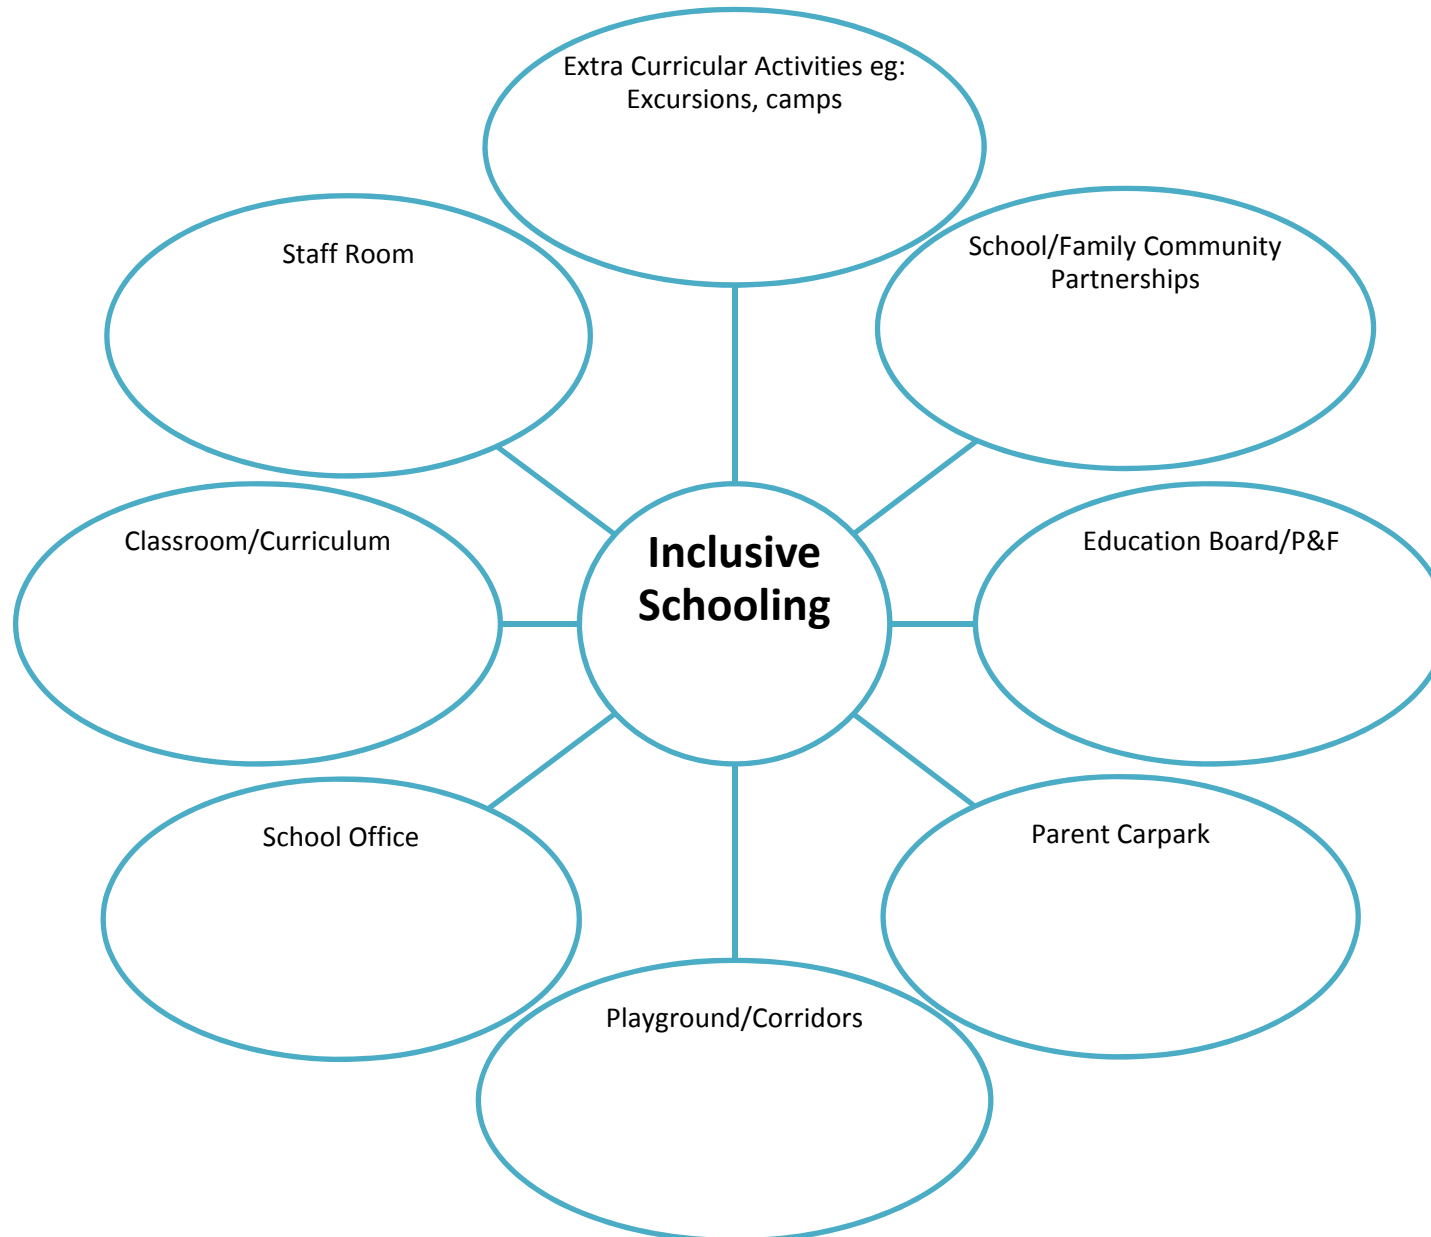 Extra Curricular Activities eg:
Excursions, camps
Staff Room
School/Family Community
Partnerships
Classroom/Curriculum
Inclusive
Schooling
Education Board/P&F
School Office
Parent Carpark
Playground/Corridors